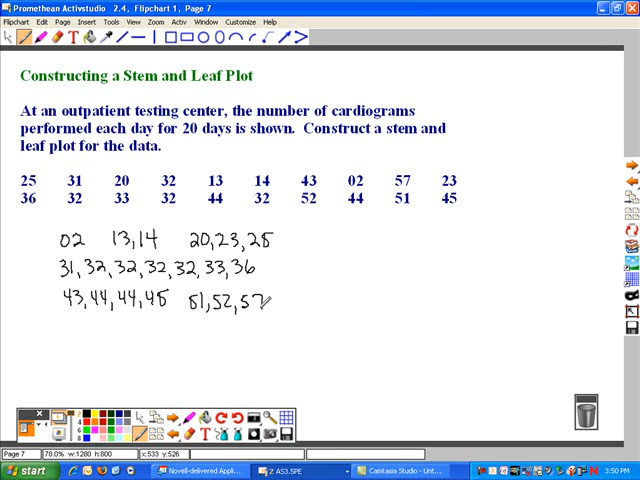 Promethean Activstudio 2.4, Flipchart 1, Page 7
Flipchart Edit Page Insert Tools View Activ Window Customize Help
Constructing a Stem and Leaf Plot
At an outpatient testing center, the number of cardiograms
performed each day for 20 days is shown. Construct a stem and
leaf plot for the data.
25 31 20 32 13 14 43 02 57 23
36 32 33 32 44 32 52 44 51 45
02 13,14 20,23,25
31,32,32,32,32,33,36
43,44,44,45 51,52,57
Page 7 78.0% w:1280 h:800 x:533 y:526
start Novell-delivered Appl... 2 AS3.SPE Camtasia Studio - Unt... 3:50 PM